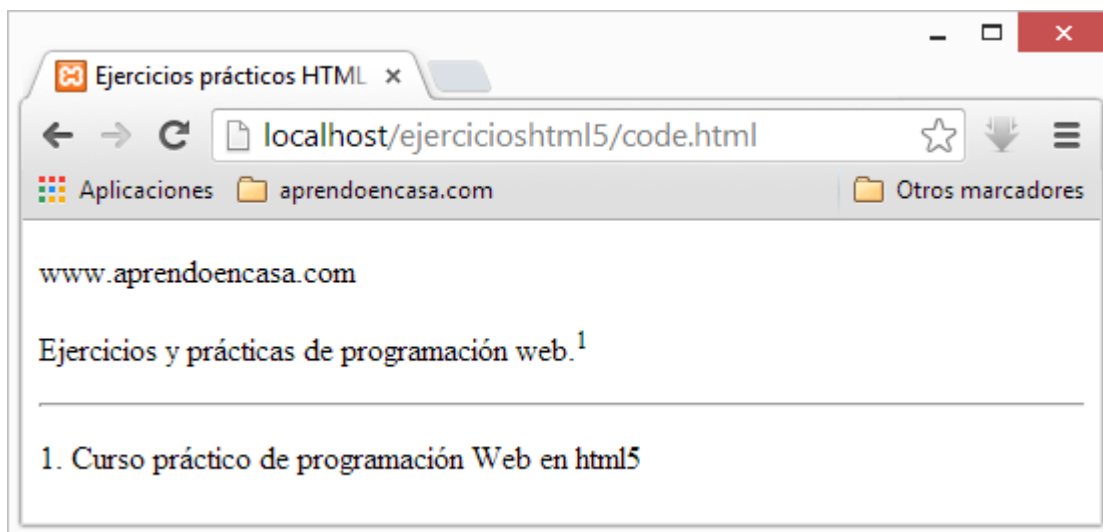 Ejercicios prácticos HTML
localhost/ejercicioshtml5/code.html
Aplicaciones aprendoencasa.com Otros marcadores
www.aprendoencasa.com
Ejercicios y prácticas de programación web.1
1. Curso práctico de programación Web en html5